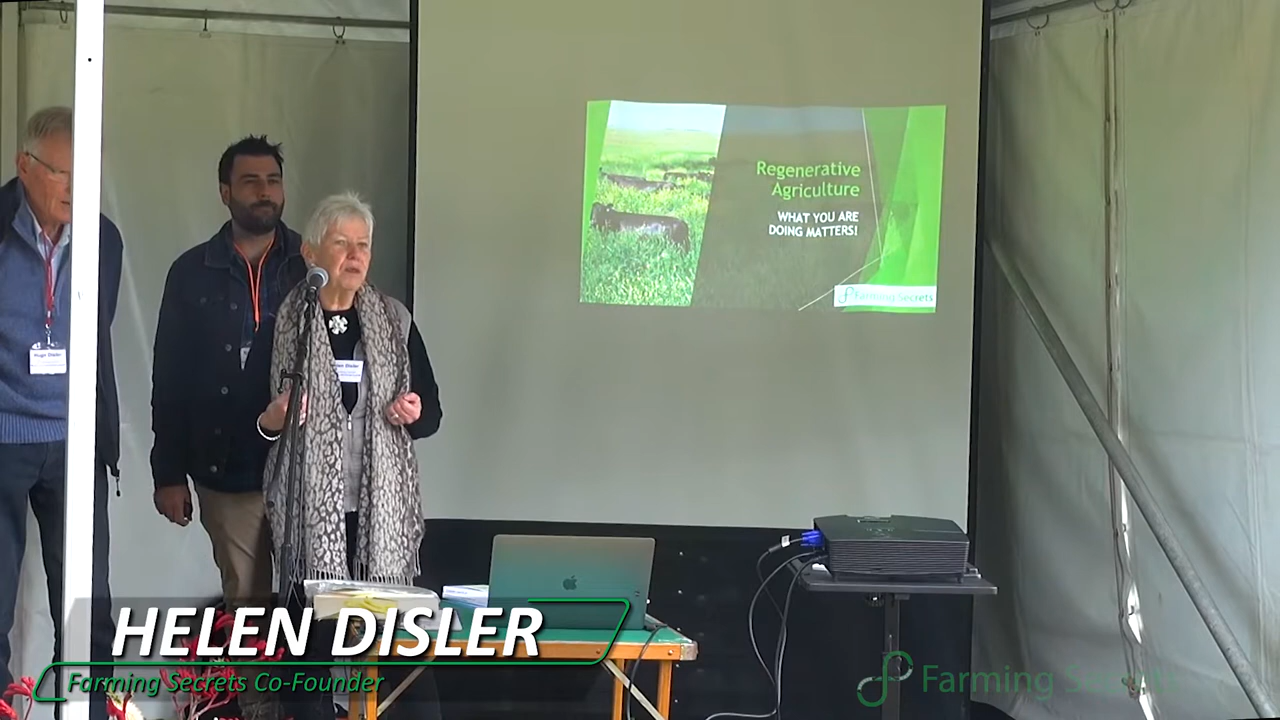 Regenerative
Agriculture
WHAT YOU ARE
DOING MATTERS!
Farming Secrets
Hugo Disler
Disler
HELEN DISLER
Farming Secrets Co-Founder
Farming Secrets